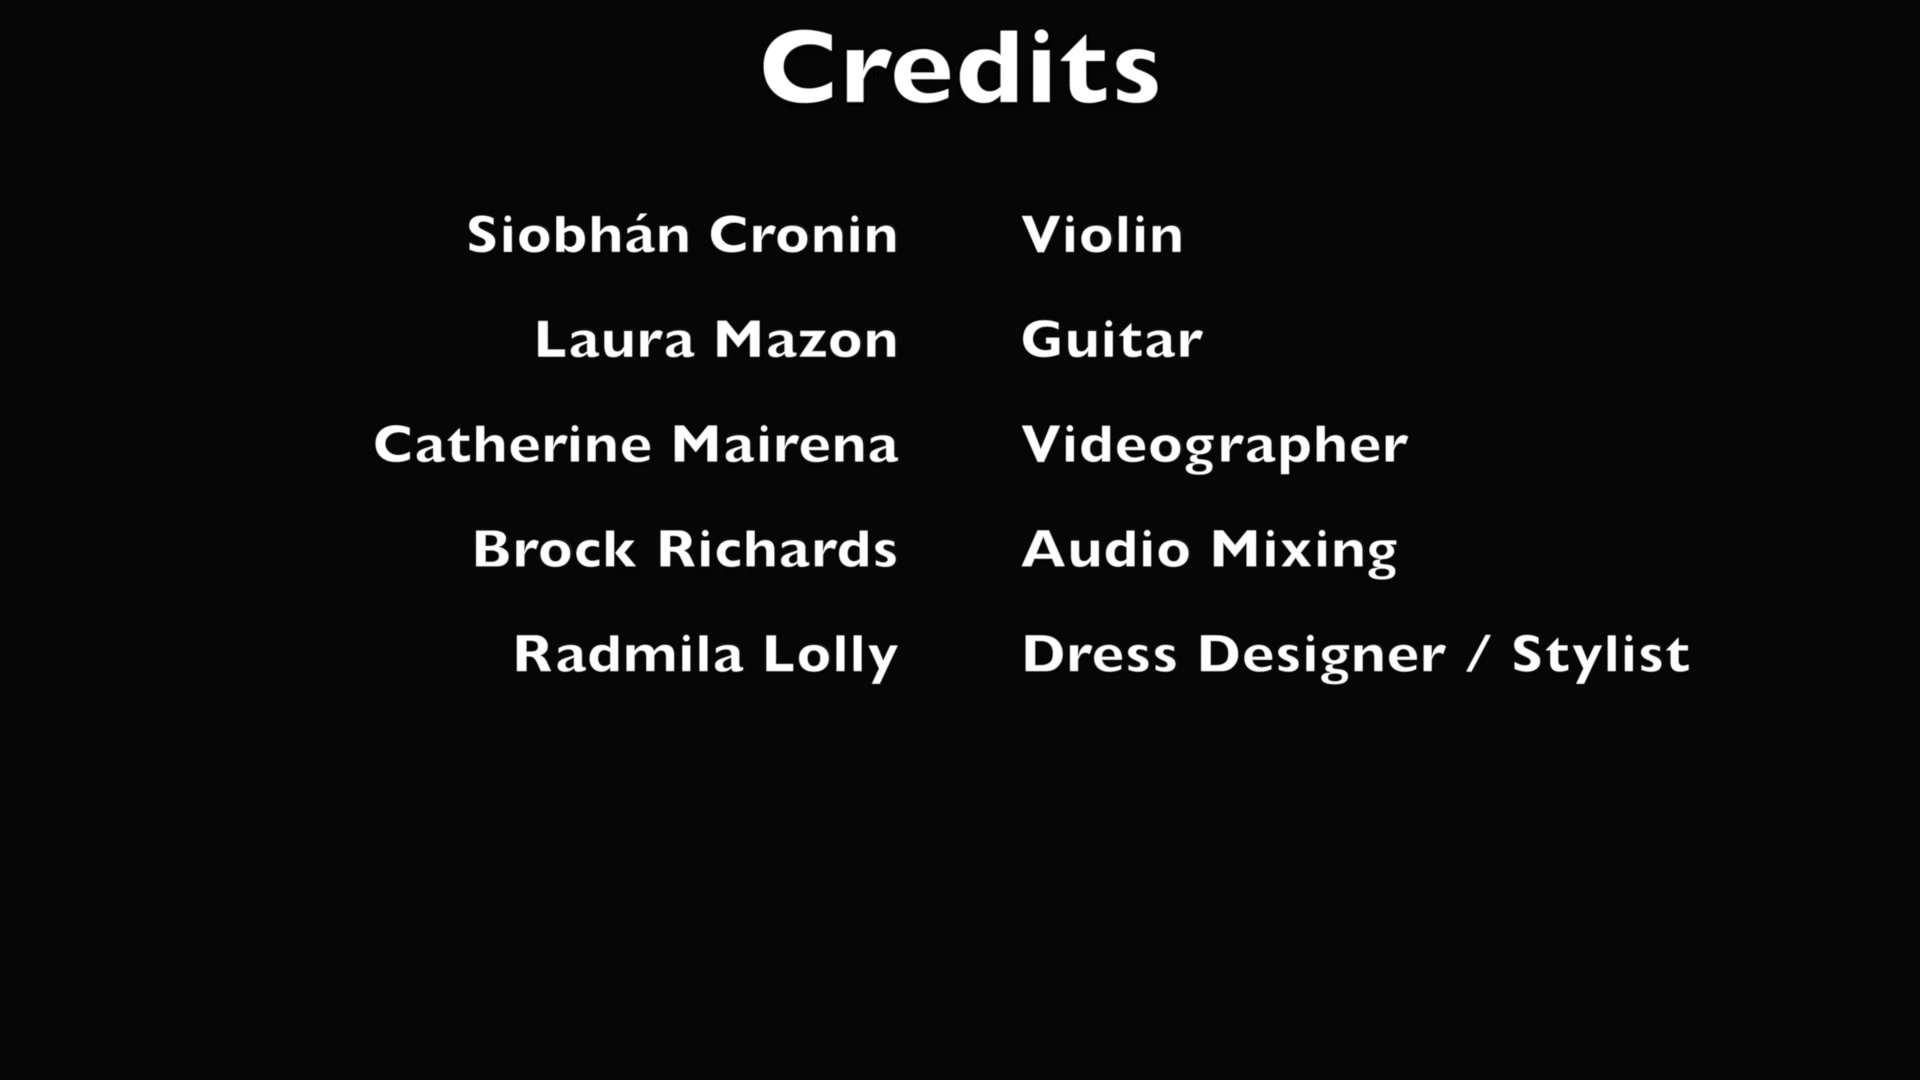 Credits
Siobhán Cronin Violin
Laura Mazon Guitar
Catherine Mairena Videographer
Brock Richards Audio Mixing
Radmila Lolly Dress Designer / Stylist